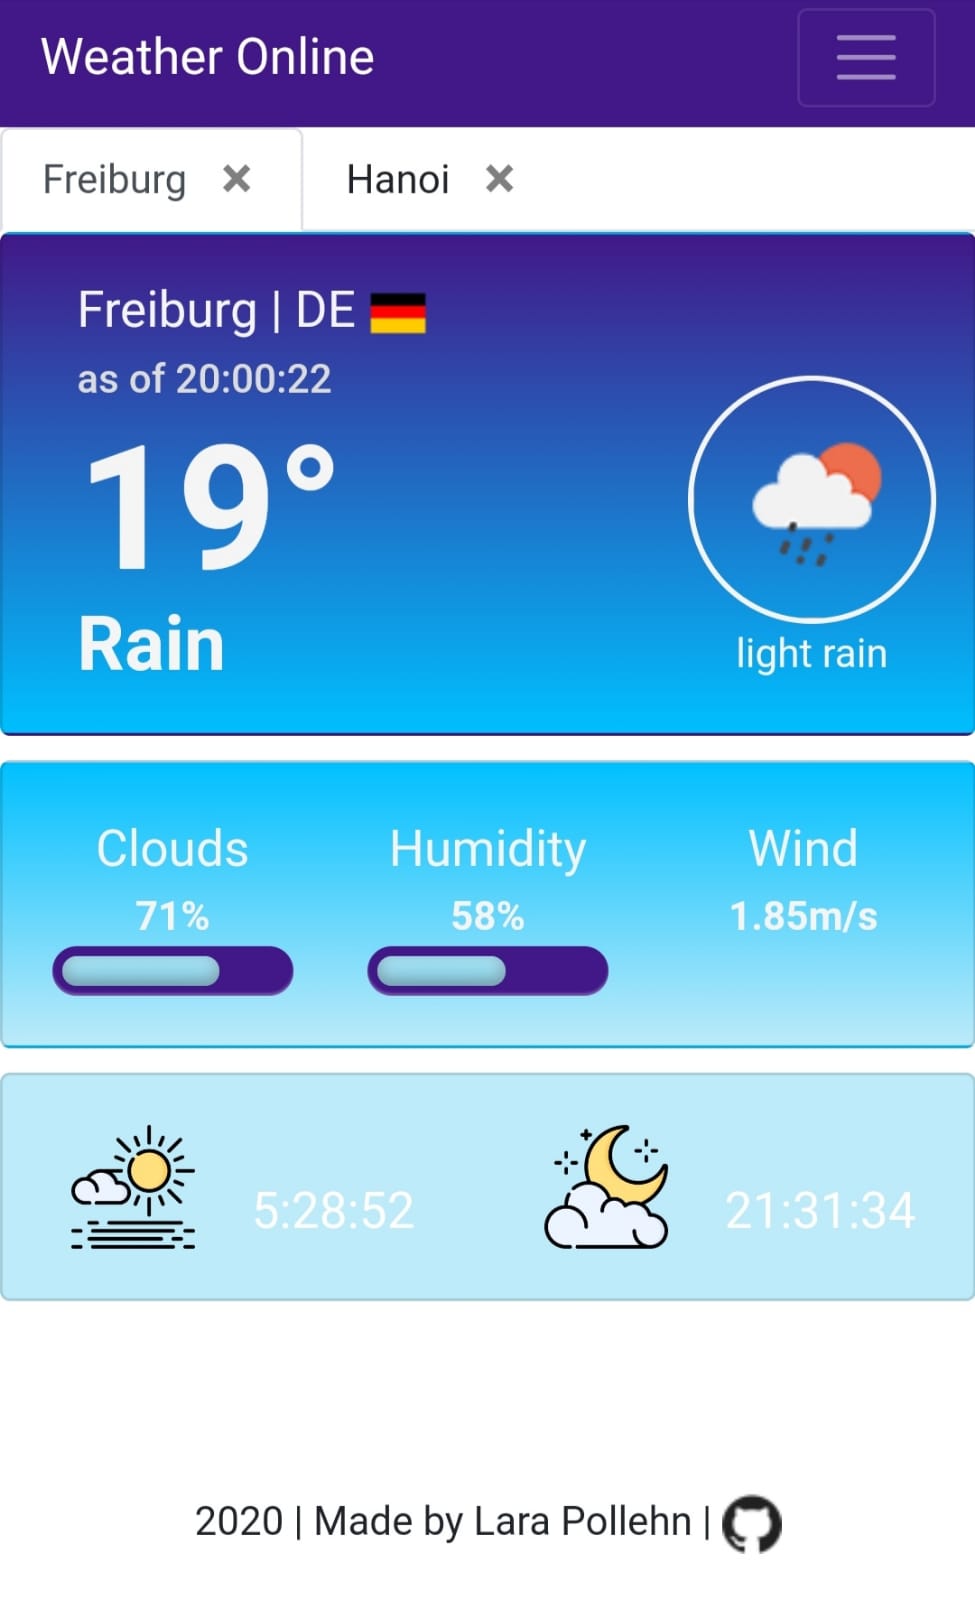 Weather Online
Freiburg × Hanoi ×
Freiburg | DE
as of 20:00:22
19°
Rain
light rain
Clouds Humidity Wind
71% 58% 1.85m/s
5:28:52 21:31:34
2020 | Made by Lara Pollehn |